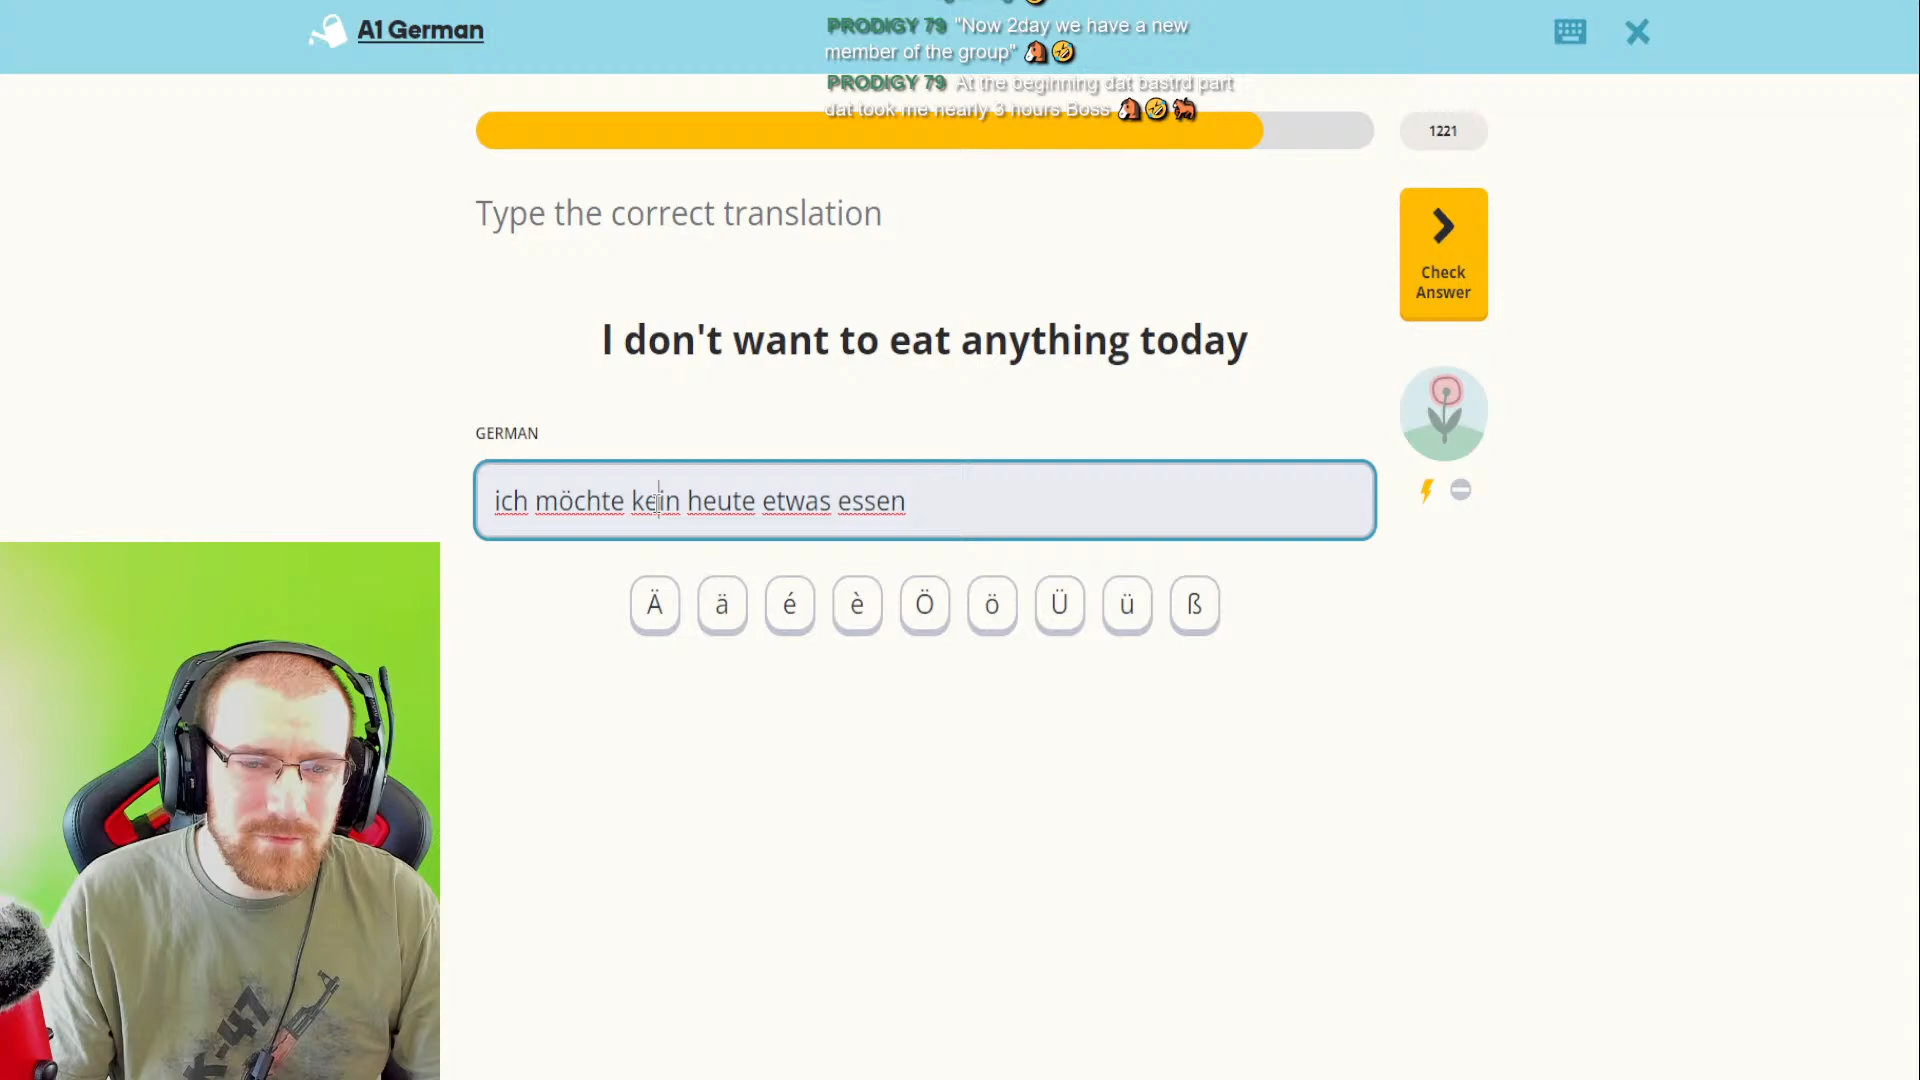 A1 German
PRODIGY 79 "Now 2day we have a new
member of the group"
PRODIGY 79 At the beginning dat bastrd part
dat took me nearly 3 hours Boss
1221
Type the correct translation
Check
Answer
I don't want to eat anything today
GERMAN
ich möchte kein heute etwas essen
Ä ä é è Ö ö Ü ü ß
K-47